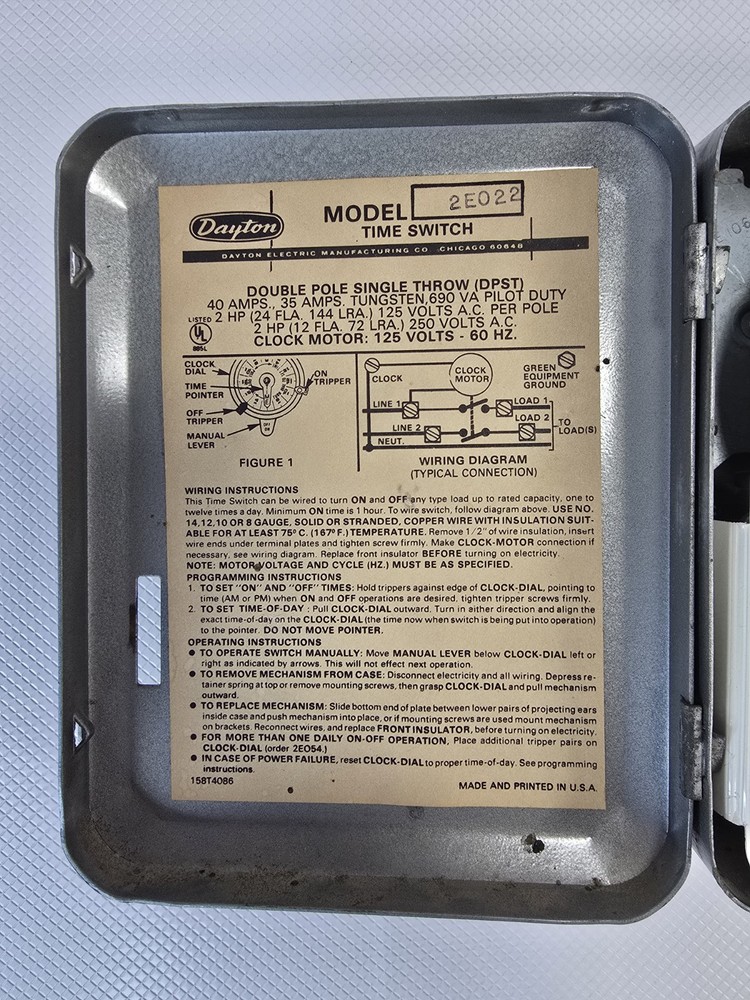 Dayton
MODEL 2E022
TIME SWITCH
DAYTON ELECTRIC MANUFACTURING CO. CHICAGO 60648
DOUBLE POLE SINGLE THROW (DPST)
40 AMPS., 35 AMPS. TUNGSTEN, 690 VA PILOT DUTY
2 HP (24 FLA. 144 LRA.) 125 VOLTS A.C. PER POLE
2 HP (12 FLA. 72 LRA.) 250 VOLTS A.C.
CLOCK MOTOR: 125 VOLTS - 60 HZ.
LISTED
UL
885L
CLOCK
DIAL
TIME
POINTER
OFF
TRIPPER
MANUAL
LEVER
ON
TRIPPER
FIGURE 1
CLOCK
CLOCK
MOTOR
GREEN
EQUIPMENT
GROUND
LINE 1
LOAD 1
LOAD 2
LINE 2
TO
LOAD(S)
NEUT.
WIRING DIAGRAM
(TYPICAL CONNECTION)
WIRING INSTRUCTIONS
This Time Switch can be wired to turn ON and OFF any type load up to rated capacity, one to
twelve times a day. Minimum ON time is 1 hour. To wire switch, follow diagram above. USE NO.
14, 12, 10 OR 8 GAUGE, SOLID OR STRANDED, COPPER WIRE WITH INSULATION SUIT-
ABLE FOR AT LEAST 75° C. (167° F.) TEMPERATURE. Remove 1/2" of wire insulation, insert
wire ends under terminal plates and tighten screw firmly. Make CLOCK-MOTOR connection if
necessary, see wiring diagram. Replace front insulator BEFORE turning on electricity.
NOTE: MOTOR VOLTAGE AND CYCLE (HZ.) MUST BE AS SPECIFIED.
PROGRAMMING INSTRUCTIONS
1. TO SET "ON" AND "OFF" TIMES: Hold trippers against edge of CLOCK-DIAL, pointing to
time (AM or PM) when ON and OFF operations are desired, tighten tripper screws firmly.
2. TO SET TIME-OF-DAY : Pull CLOCK-DIAL outward. Turn in either direction and align the
exact time-of-day on the CLOCK-DIAL (the time now when switch is being put into operation)
to the pointer. DO NOT MOVE POINTER.
OPERATING INSTRUCTIONS
● TO OPERATE SWITCH MANUALLY: Move MANUAL LEVER below CLOCK-DIAL left or
right as indicated by arrows. This will not effect next operation.
● TO REMOVE MECHANISM FROM CASE: Disconnect electricity and all wiring. Depress re-
tainer spring at top or remove mounting screws, then grasp CLOCK-DIAL and pull mechanism
outward.
● TO REPLACE MECHANISM: Slide bottom end of plate between lower pairs of projecting ears
inside case and push mechanism into place, or if mounting screws are used mount mechanism
on brackets. Reconnect wires, and replace FRONT INSULATOR, before turning on electricity.
● FOR MORE THAN ONE DAILY ON-OFF OPERATION, Place additional tripper pairs on
CLOCK-DIAL (order 2E054.)
● IN CASE OF POWER FAILURE, reset CLOCK-DIAL to proper time-of-day. See programming
instructions.
158T4086
MADE AND PRINTED IN U.S.A.